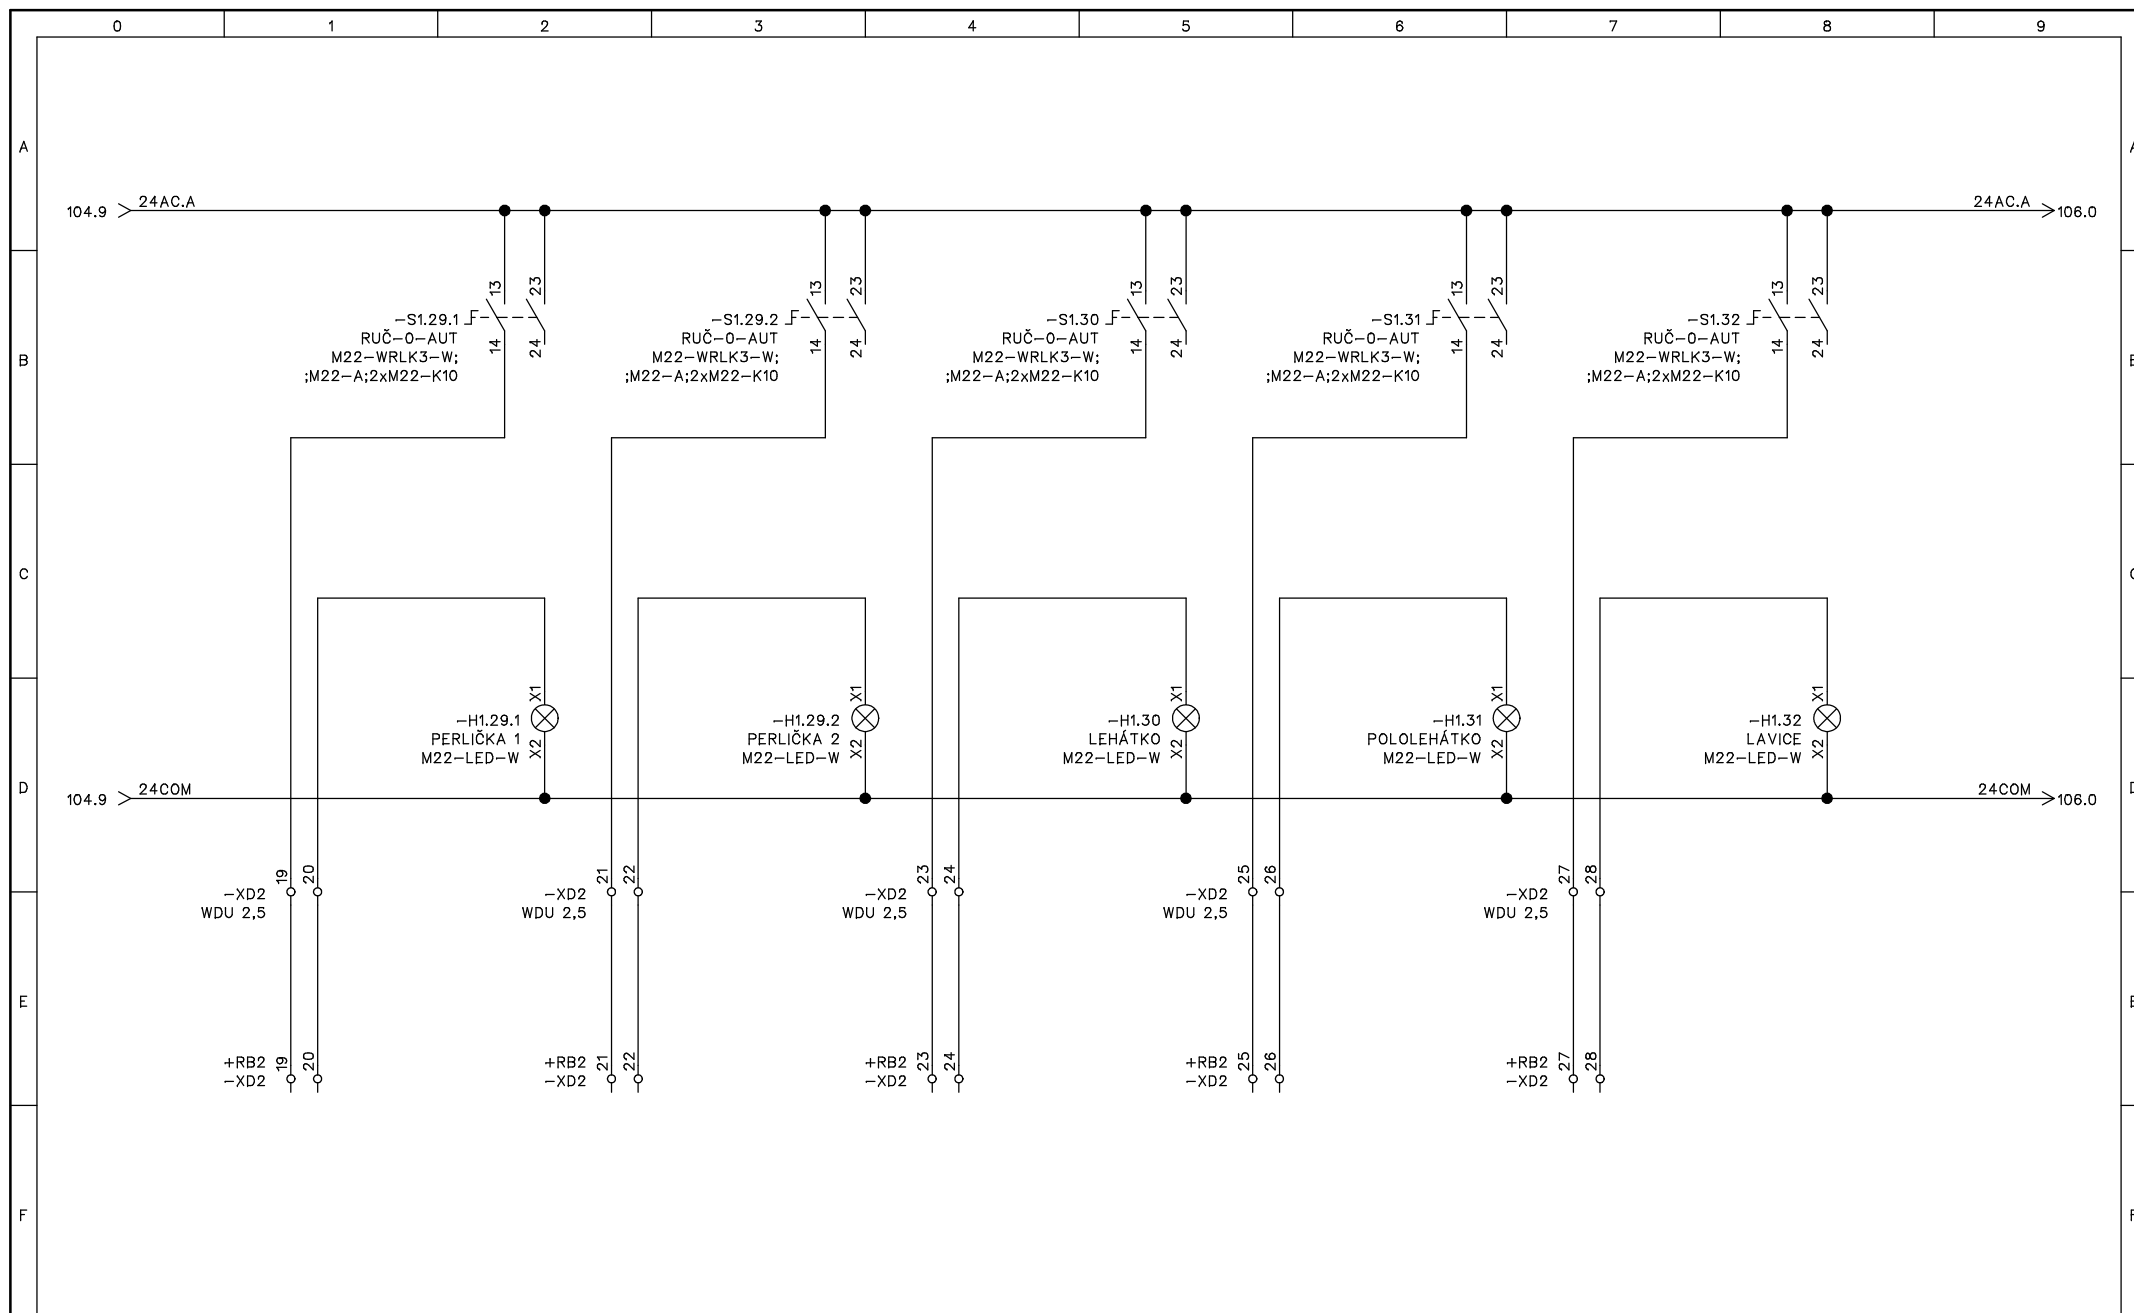 0 1 2 3 4 5 6 7 8 9
A
24AC.A 24AC.A
104.9 106.0
13 23 13 23 13 23 13 23 13 23
-S1.29.1 -S1.29.2 -S1.30 -S1.31 -S1.32
RUČ-0-AUT RUČ-0-AUT RUČ-0-AUT RUČ-0-AUT RUČ-0-AUT
14 24 14 24 14 24 14 24 14 24
B M22-WRLK3-W; M22-WRLK3-W; M22-WRLK3-W; M22-WRLK3-W; M22-WRLK3-W;
;M22-A;2xM22-K10 ;M22-A;2xM22-K10 ;M22-A;2xM22-K10 ;M22-A;2xM22-K10 ;M22-A;2xM22-K10
C
X1 X1 X1 X1 X1
-H1.29.1 -H1.29.2 -H1.30 -H1.31 -H1.32
PERLIČKA 1 PERLIČKA 2 LEHÁTKO POLOLEHÁTKO LAVICE
X2 X2 X2 X2 X2
M22-LED-W M22-LED-W M22-LED-W M22-LED-W M22-LED-W
D 24COM 24COM
104.9 106.0
19 20 21 22 23 24 25 26 27 28
-XD2 -XD2 -XD2 -XD2 -XD2
WDU 2,5 WDU 2,5 WDU 2,5 WDU 2,5 WDU 2,5
E
+RB2 19 20 +RB2 21 22 +RB2 23 24 +RB2 25 26 +RB2 27 28
-XD2 -XD2 -XD2 -XD2 -XD2
F